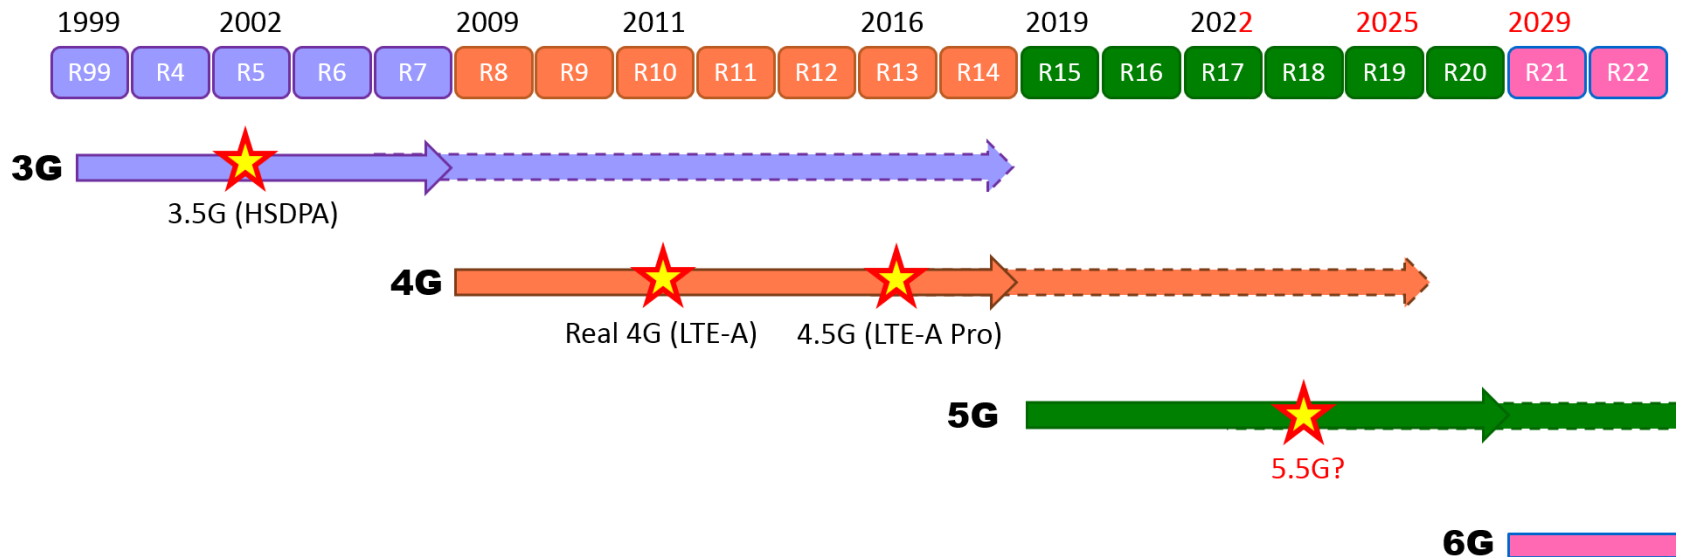 1999 2002 2009 2011 2016 2019 2022 2025 2029
R99 R4 R5 R6 R7 R8 R9 R10 R11 R12 R13 R14 R15 R16 R17 R18 R19 R20 R21 R22
3G
3.5G (HSDPA)
4G
Real 4G (LTE-A) 4.5G (LTE-A Pro)
5G
5.5G?
6G